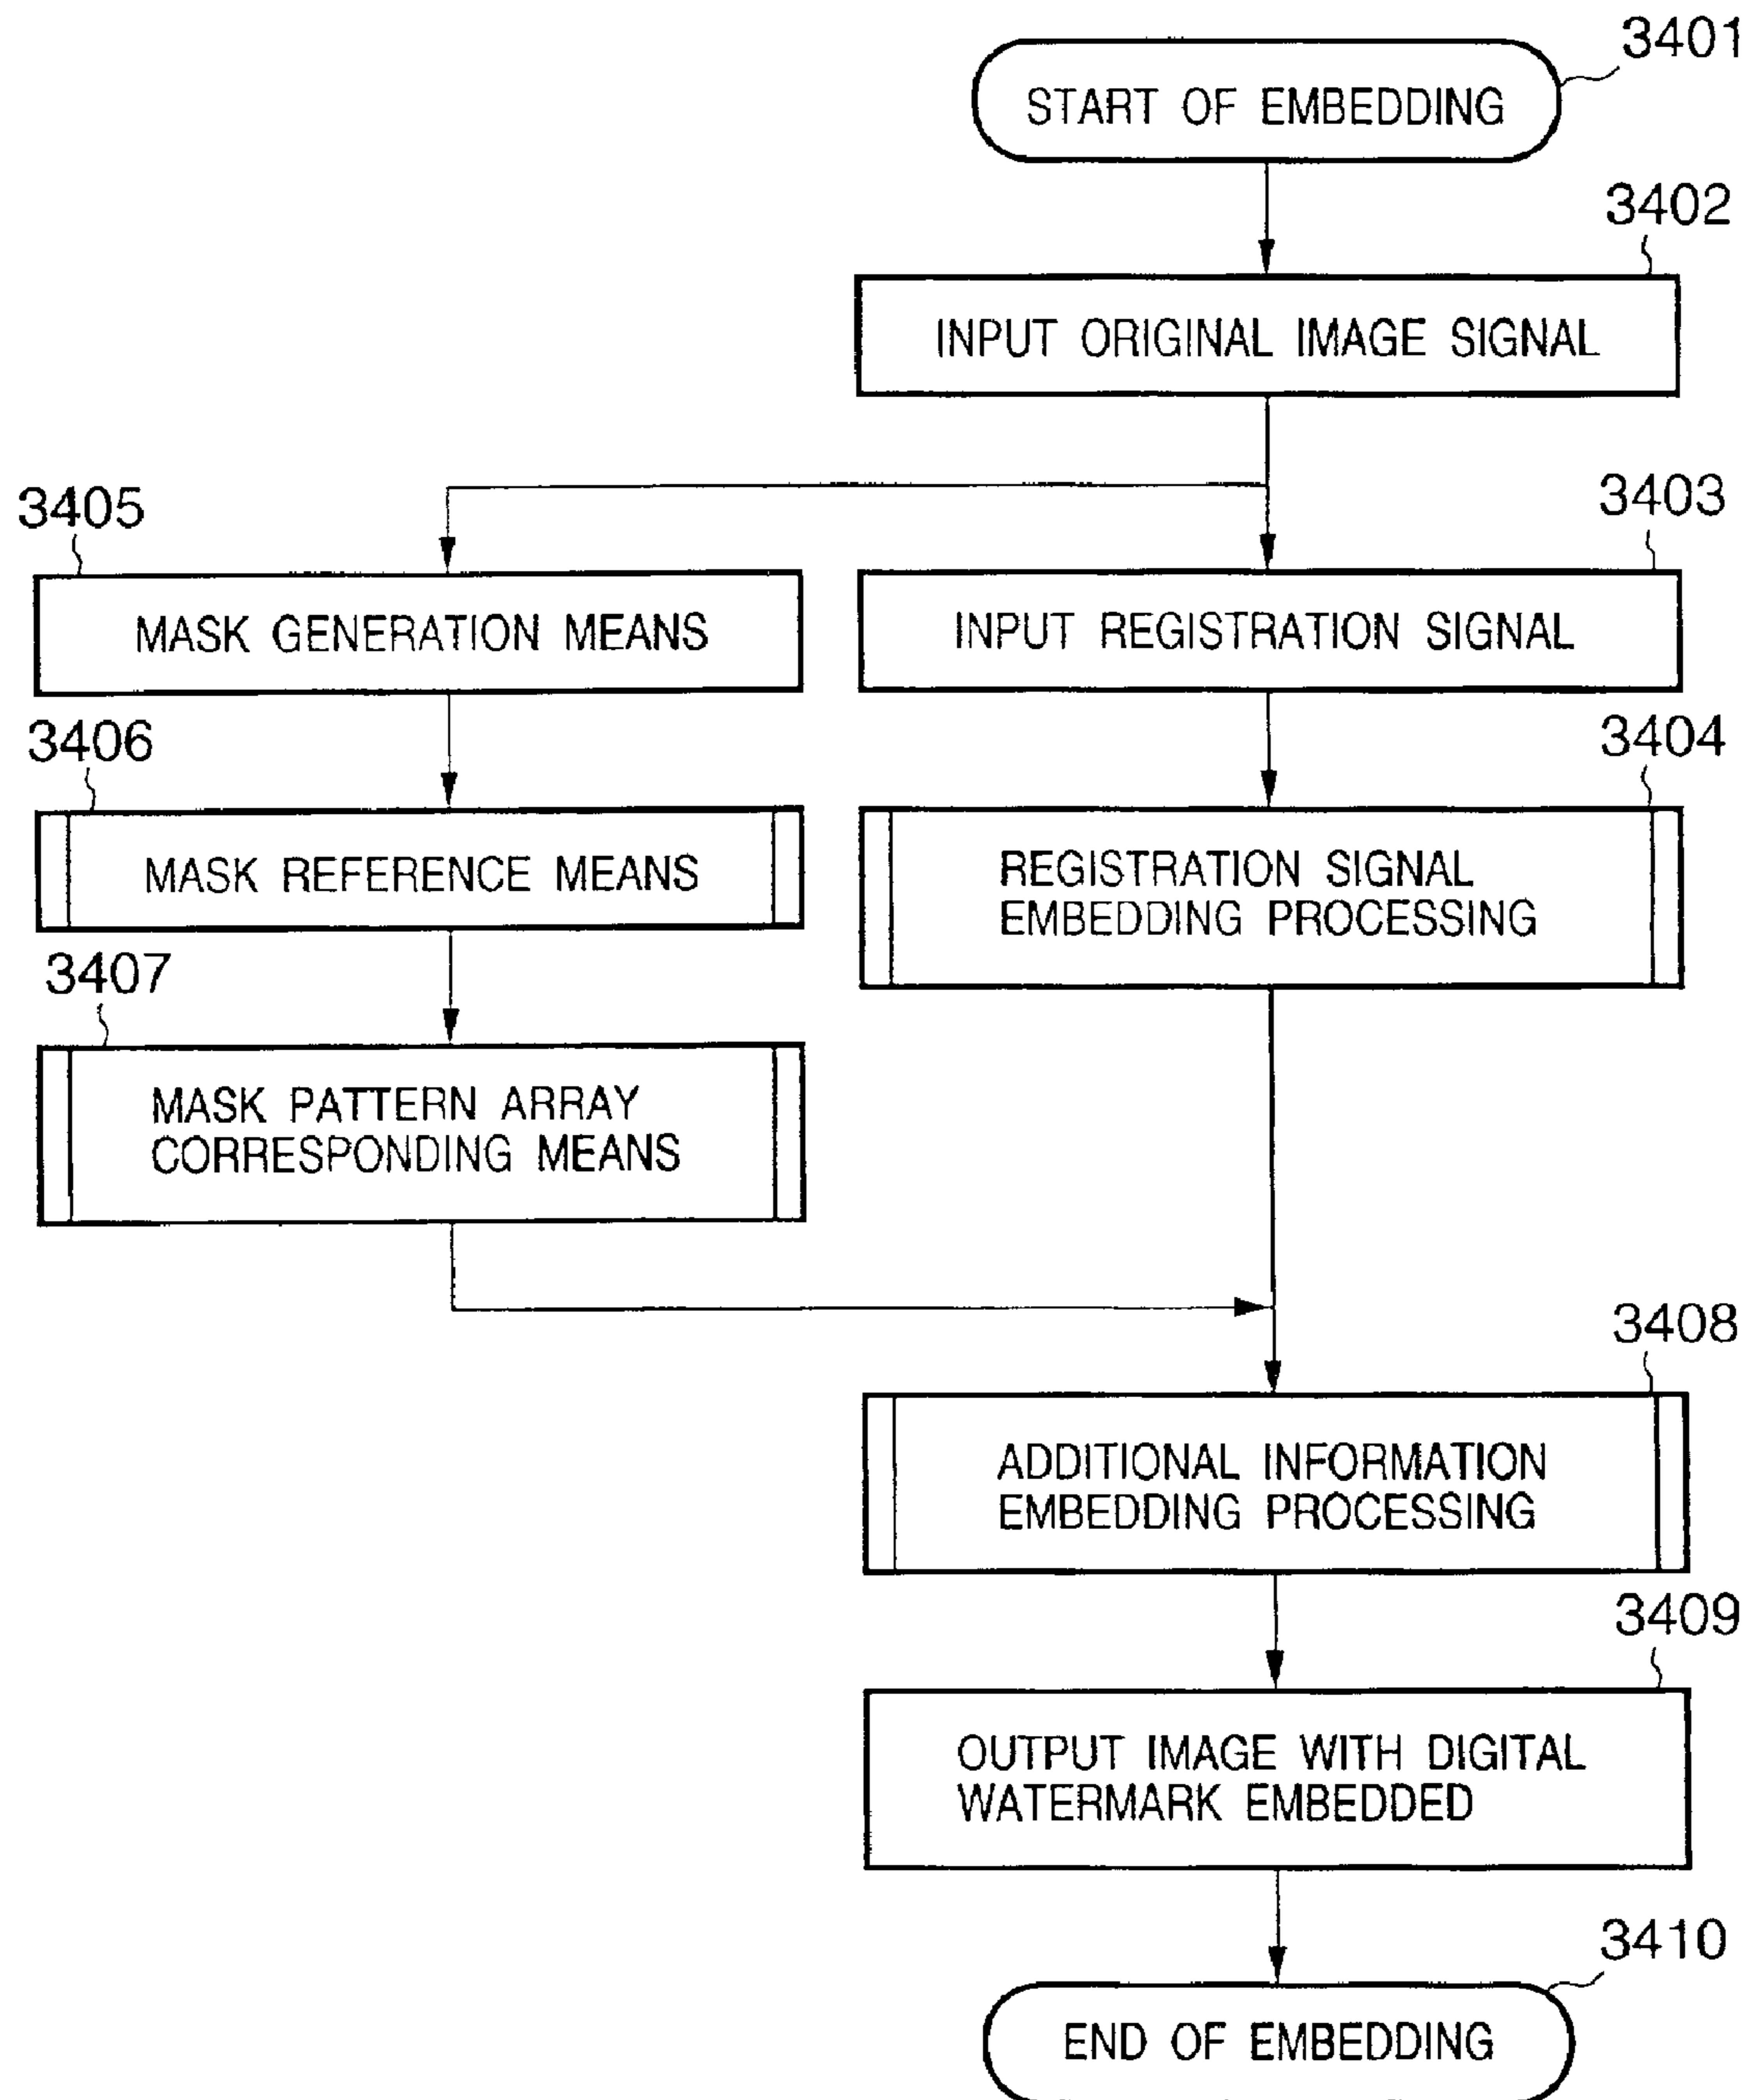 3401
START OF EMBEDDING
3402
INPUT ORIGINAL IMAGE SIGNAL
3405
MASK GENERATION MEANS
3403
INPUT REGISTRATION SIGNAL
3406
MASK REFERENCE MEANS
3404
REGISTRATION SIGNAL
EMBEDDING PROCESSING
3407
MASK PATTERN ARRAY
CORRESPONDING MEANS
3408
ADDITIONAL INFORMATION
EMBEDDING PROCESSING
3409
OUTPUT IMAGE WITH DIGITAL
WATERMARK EMBEDDED
3410
END OF EMBEDDING